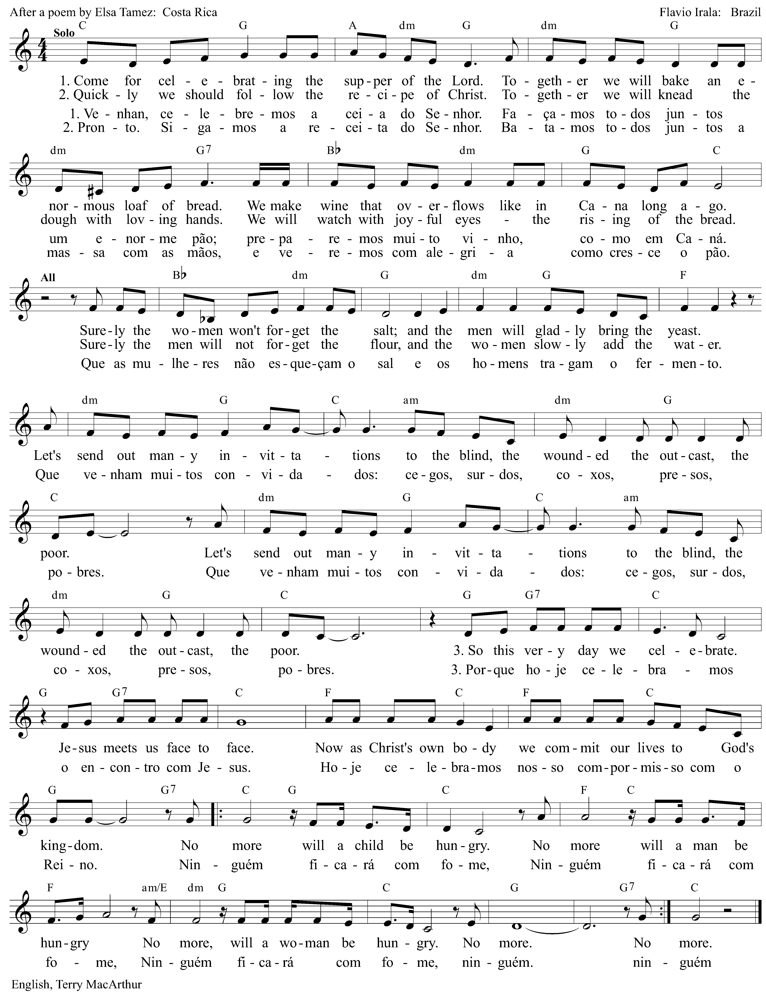 After a poem by Elsa Tamez: Costa Rica
Flavio Irala: Brazil
C G A dm G dm G
Solo
4
4
1. Come for cel - e - brat - ing the sup - per of the Lord. To - geth - er we will bake an e -
2. Quick - ly we should fol - low the re - ci - pe of Christ. To - geth - er we will knead the
1. Ve - nhan, ce - le - bre - mos a cei - a do Se - nhor. Fa - ça - mos to - dos jun - tos
2. Pron - to. Si - ga - mos a re - cei - ta do Se - nhor. Ba - ta - mos to - dos jun - tos a
dm G7 B♭ dm G C
nor - mous loaf of bread. We make wine that ov - er - flows like in Ca - na long a - go.
dough with lov - ing hands. We will watch with joy - ful eyes - the ris - ing of the bread.
um e - nor - me pão; pre - pa - re - mos mui - to vi - nho, co - mo em Ca - ná.
mas - sa com as mãos, e ve - re - mos com ale - gri - a como cres - ce o pão.
All B♭ dm G dm G F
Sure - ly the wo - men won't for - get the salt; and the men will glad - ly bring the yeast.
Sure - ly the men will not for - get the flour, and the wo - men slow - ly add the wat - er.
Que as mu - lhe - res não es - que - çam o sal e os ho - mens tra - gam o fer - men - to.
dm G C am dm G
Let's send out man - y in - vit - ta - tions to the blind, the wound - ed the out - cast, the
Que ve - nham mui - tos con - vi - da - dos: ce - gos, sur - dos, co - xos, pre - sos,
C dm G C am
poor. Let's send out man - y in - vit - ta - tions to the blind, the
po - bres. Que ve - nham mui - tos con - vi - da - dos: ce - gos, sur - dos,
dm G C G G7 C
wound - ed the out - cast, the poor. 3. So this ver - y day we cel - e - brate.
co - xos, pre - sos, po - bres. 3. Por - que ho - je ce - le - bra - mos
G G7 C F C F C
Je - sus meets us face to face. Now as Christ's own bo - dy we com - mit our lives to God's
o en - con - tro com Je - sus. Ho - je ce - le - bra - mos nos - so com - por - mis - so com o
G G7 C G C F C
king - dom. No more will a child be hun - gry. No more will a man be
Rei - no. Nin - guém fi - ca - rá com fo - me, Nin - guém fi - ca - rá com
F am/E dm G C G G7 C
hun - gry No more, will a wo - man be hun - gry. No more. No more.
fo - me, Nin - guém fi - ca - rá com fo - me, nin - guém. nin - guém
English, Terry MacArthur